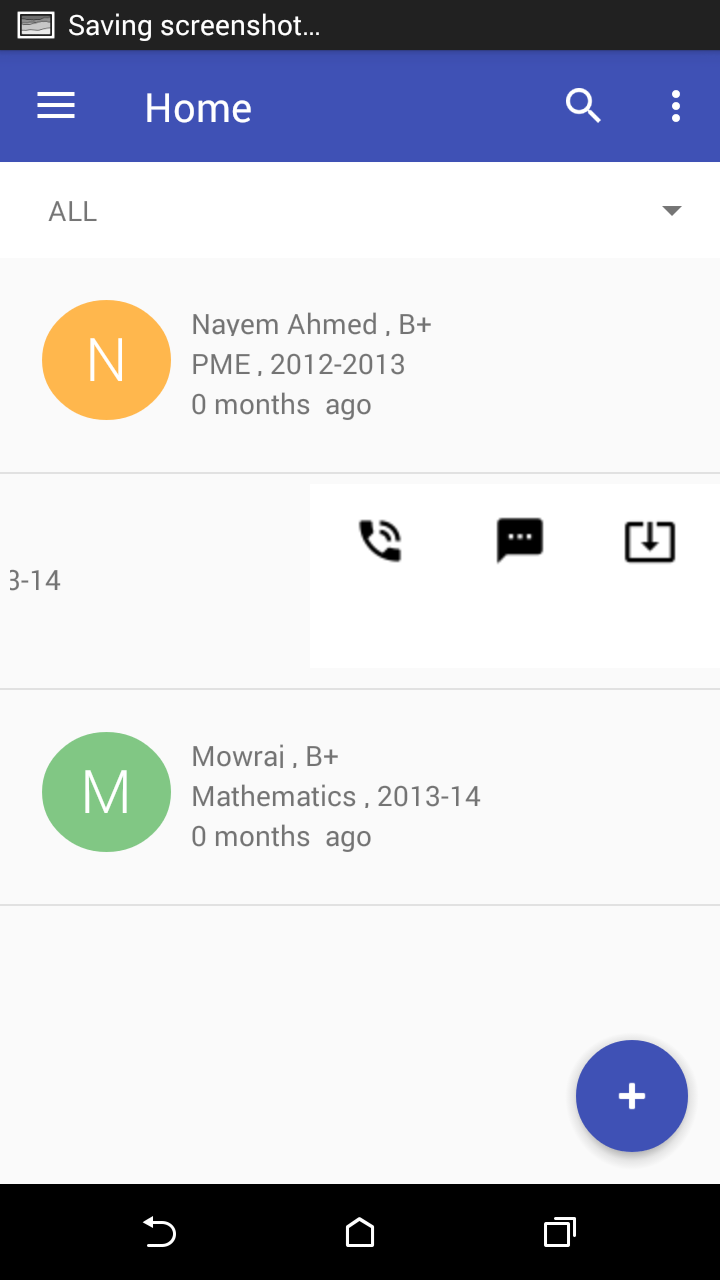 Saving screenshot...
Home
ALL
N
Nayem Ahmed , B+
PME , 2012-2013
0 months  ago
3-14
M
Mowraj , B+
Mathematics , 2013-14
0 months  ago